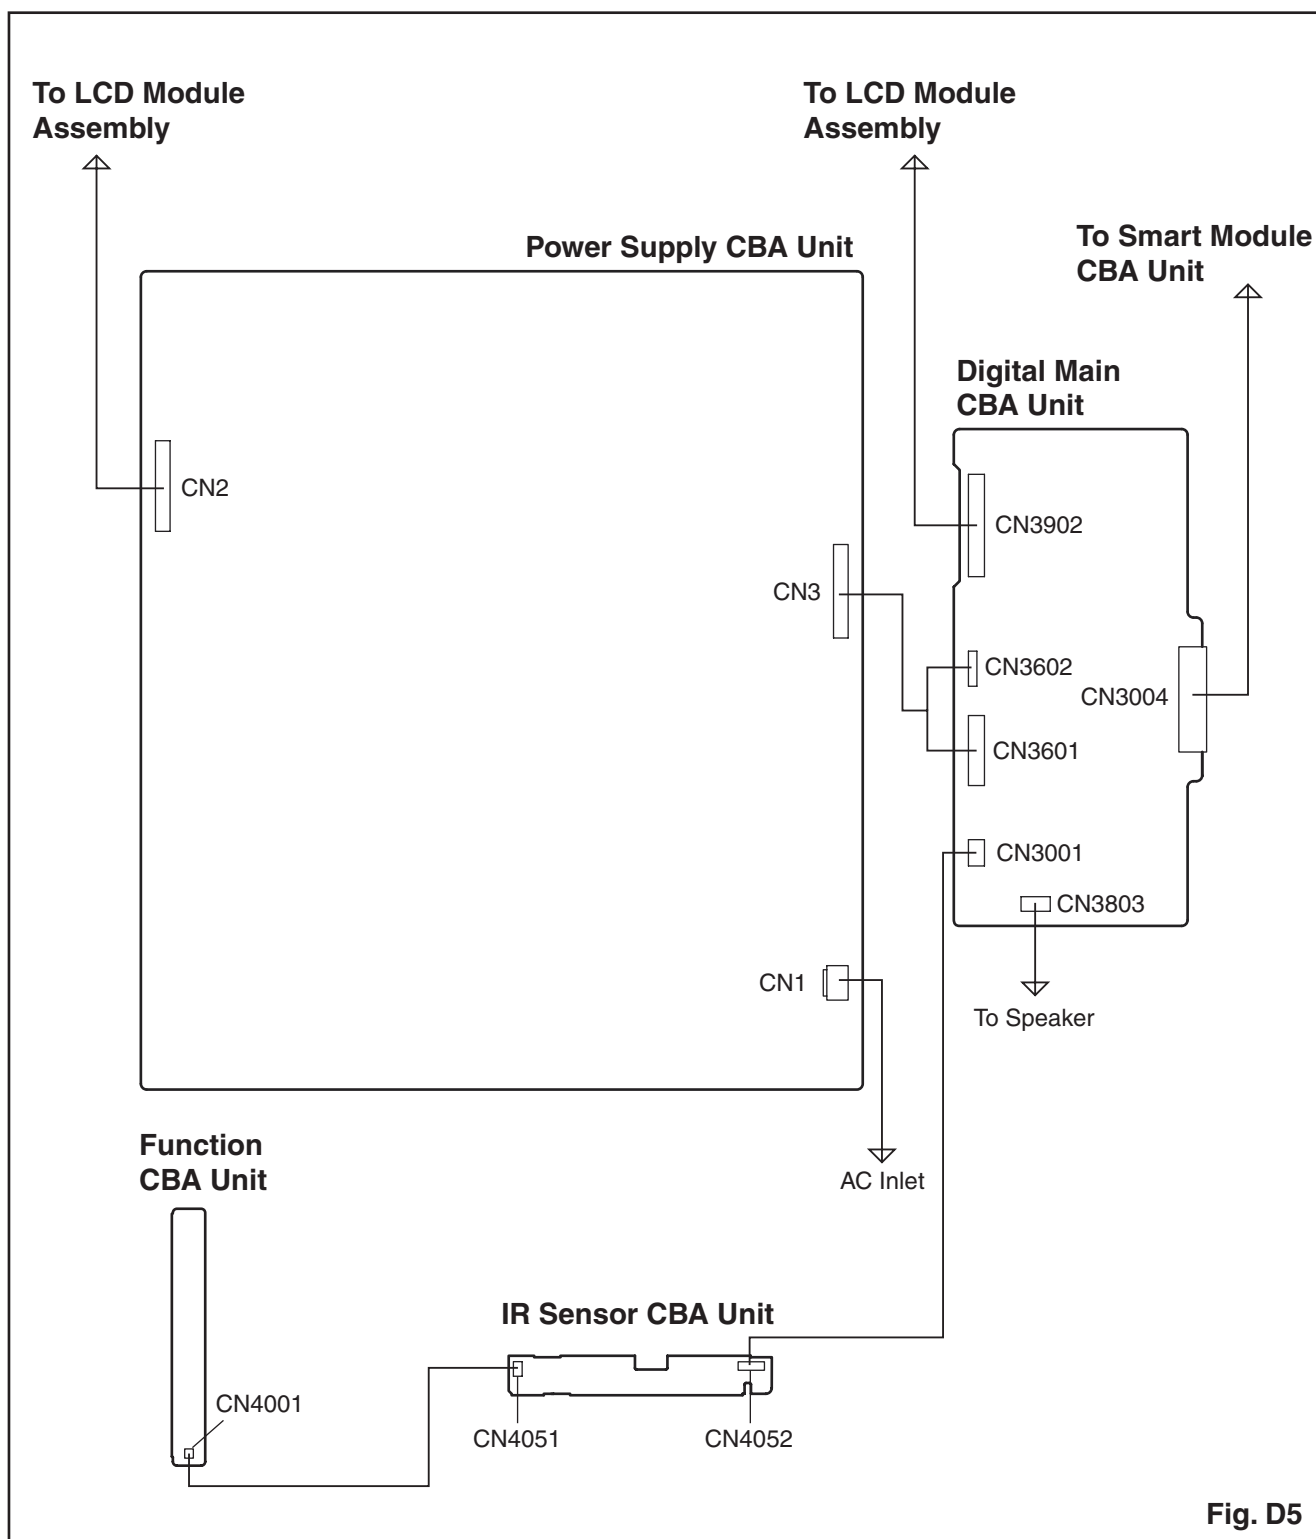 To LCD Module
Assembly
To LCD Module
Assembly
To Smart Module
CBA Unit
Power Supply CBA Unit
Digital Main
CBA Unit
CN2
CN3902
CN3
CN3602
CN3004
CN3601
CN3001
CN3803
CN1
To Speaker
Function
CBA Unit
AC Inlet
IR Sensor CBA Unit
CN4001
CN4051
CN4052
Fig. D5